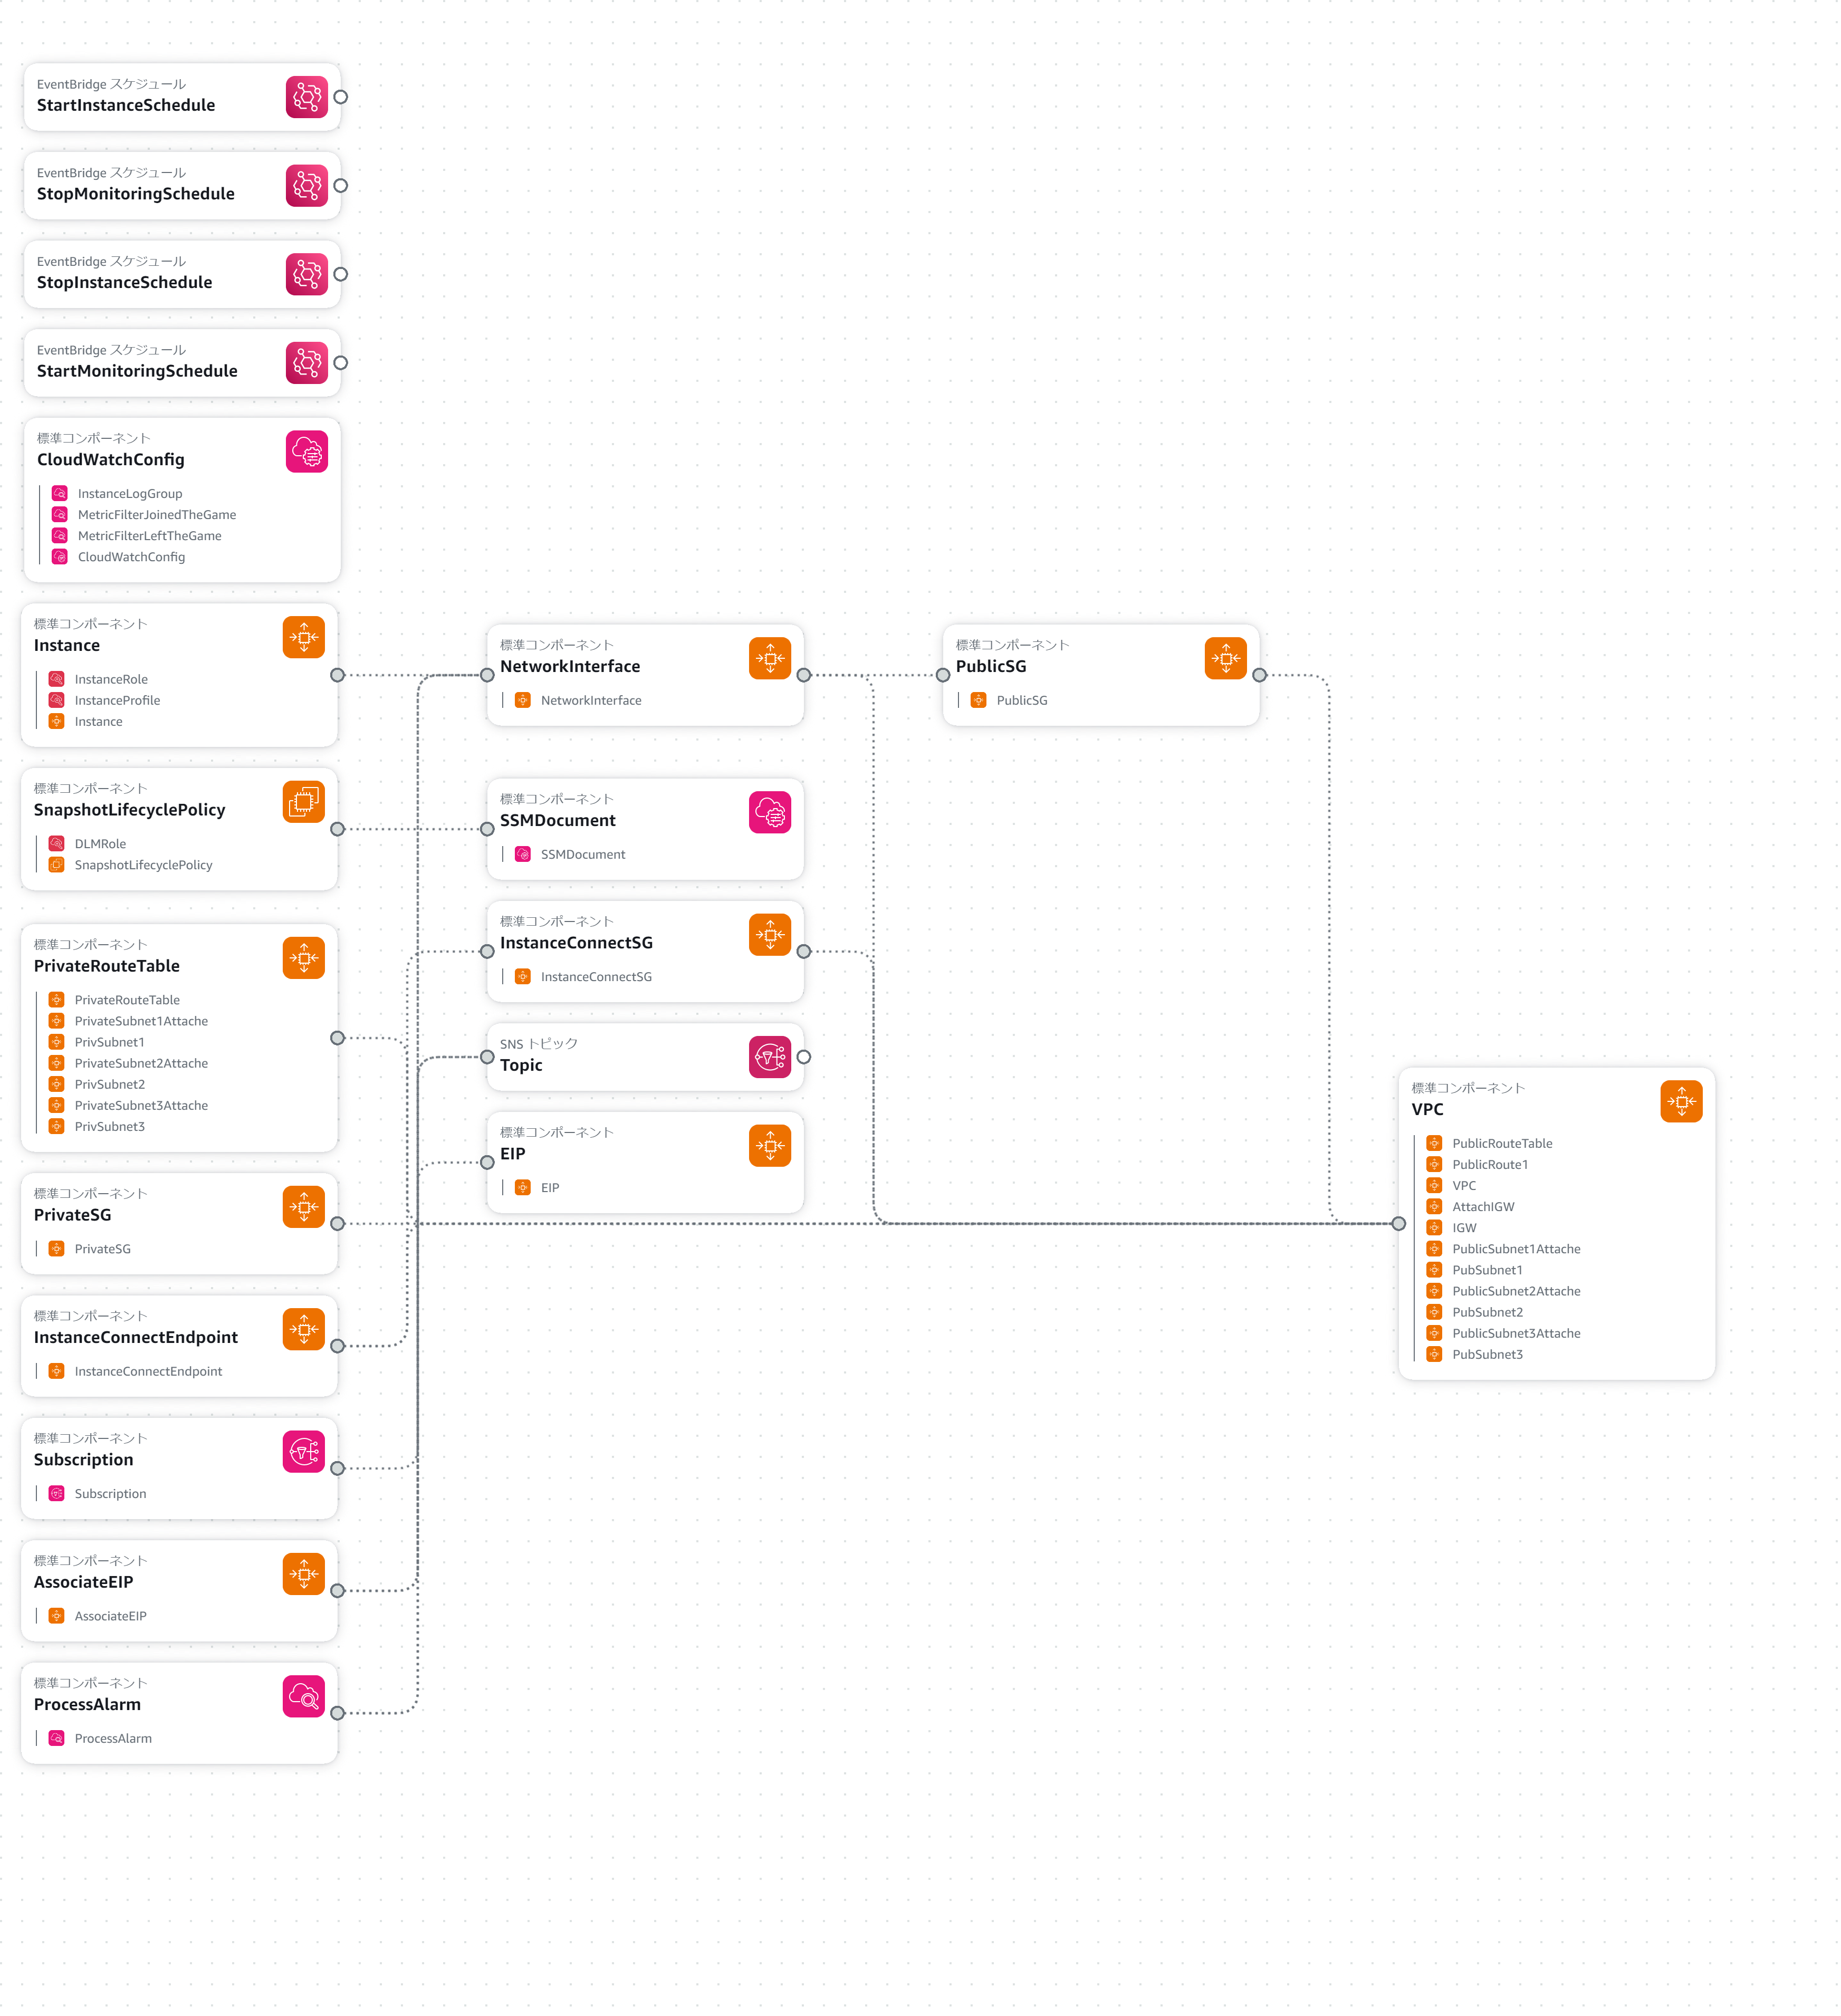 EventBridge スケジュール
StartInstanceSchedule
EventBridge スケジュール
StopMonitoringSchedule
EventBridge スケジュール
StopInstanceSchedule
EventBridge スケジュール
StartMonitoringSchedule
標準コンポーネント
CloudWatchConfig
InstanceLogGroup
MetricFilterJoinedTheGame
MetricFilterLeftTheGame
CloudWatchConfig
標準コンポーネント
Instance
InstanceRole
InstanceProfile
Instance
標準コンポーネント
SnapshotLifecyclePolicy
DLMRole
SnapshotLifecyclePolicy
標準コンポーネント
PrivateRouteTable
PrivateRouteTable
PrivateSubnet1Attache
PrivSubnet1
PrivateSubnet2Attache
PrivSubnet2
PrivateSubnet3Attache
PrivSubnet3
標準コンポーネント
PrivateSG
PrivateSG
標準コンポーネント
InstanceConnectEndpoint
InstanceConnectEndpoint
標準コンポーネント
Subscription
Subscription
標準コンポーネント
AssociateEIP
AssociateEIP
標準コンポーネント
ProcessAlarm
ProcessAlarm
標準コンポーネント
NetworkInterface
NetworkInterface
標準コンポーネント
SSMDocument
SSMDocument
標準コンポーネント
InstanceConnectSG
InstanceConnectSG
SNS トピック
Topic
標準コンポーネント
EIP
EIP
標準コンポーネント
PublicSG
PublicSG
標準コンポーネント
VPC
PublicRouteTable
PublicRoute1
VPC
AttachIGW
IGW
PublicSubnet1Attache
PubSubnet1
PublicSubnet2Attache
PubSubnet2
PublicSubnet3Attache
PubSubnet3